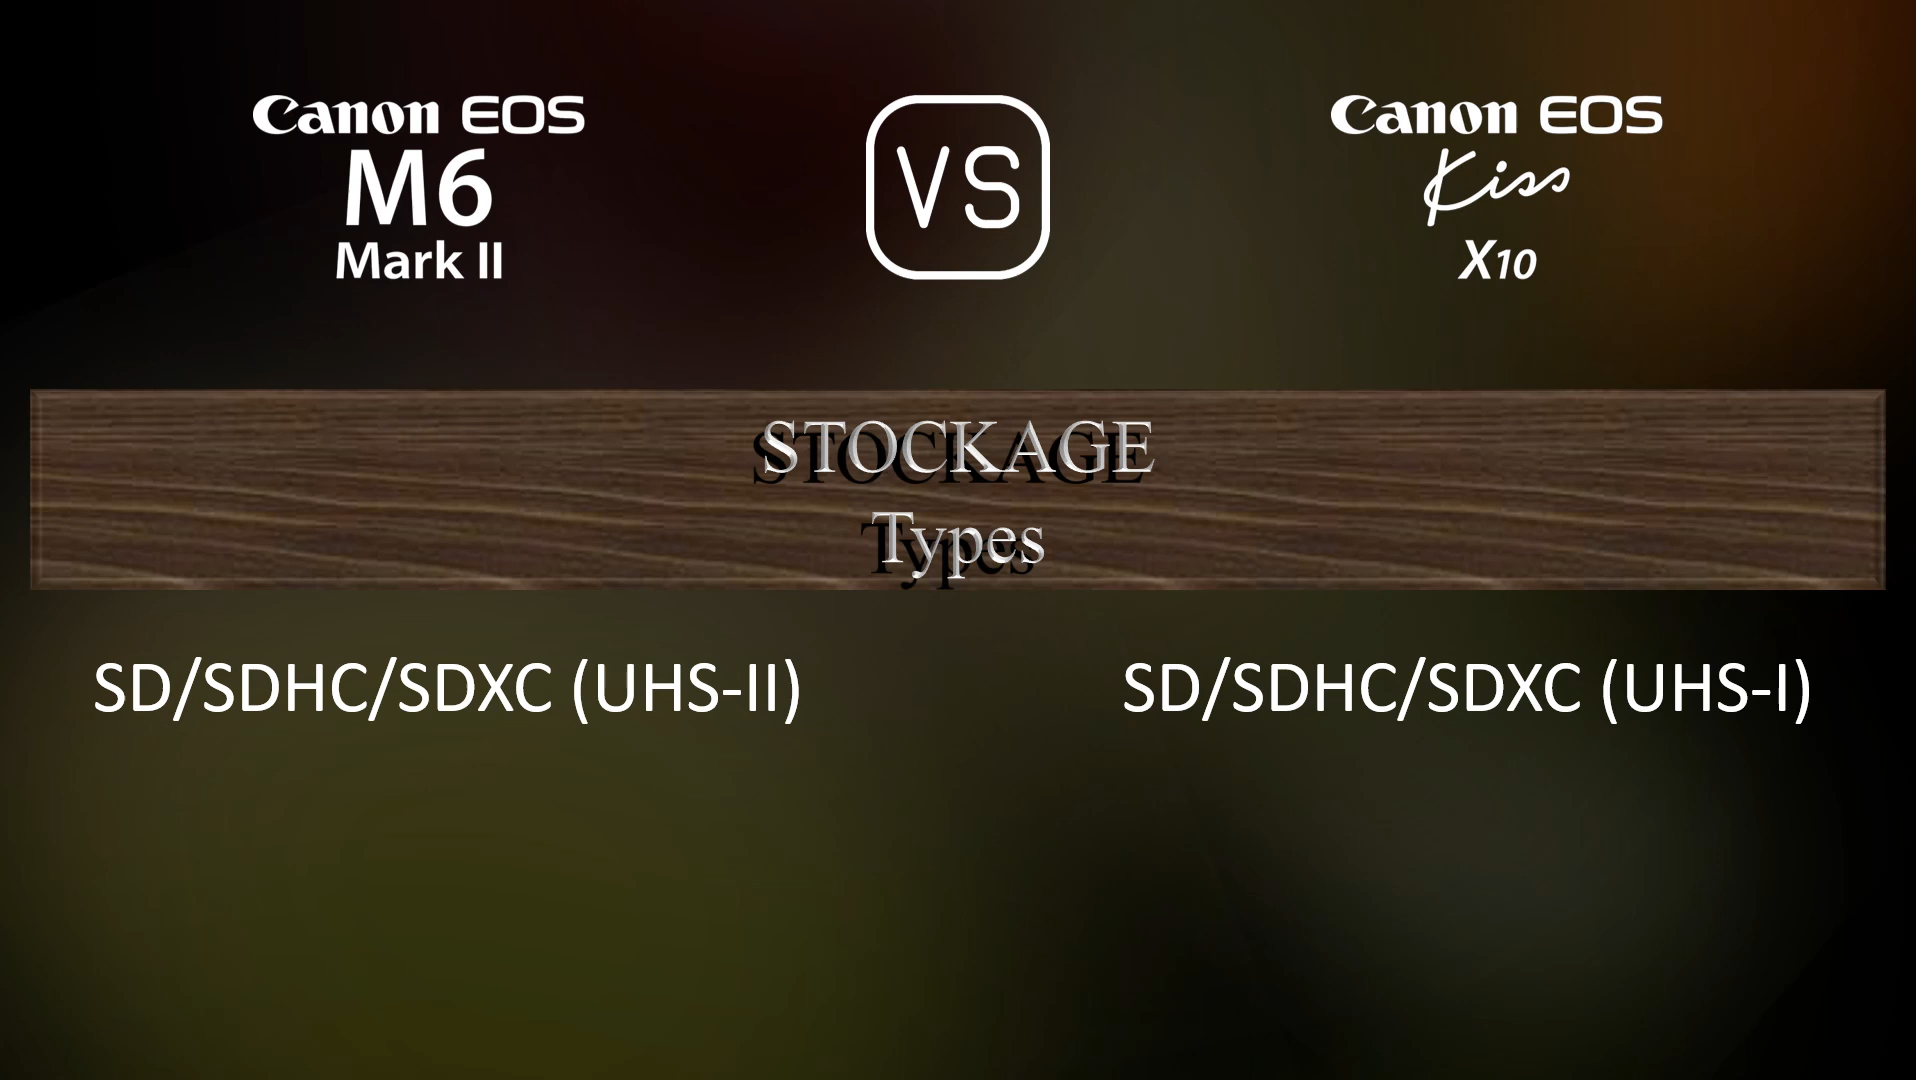 Canon EOS
M6
Mark II
VS
Canon EOS
Kiss
X10
STOCKAGE
Types
SD/SDHC/SDXC (UHS-II)
SD/SDHC/SDXC (UHS-I)